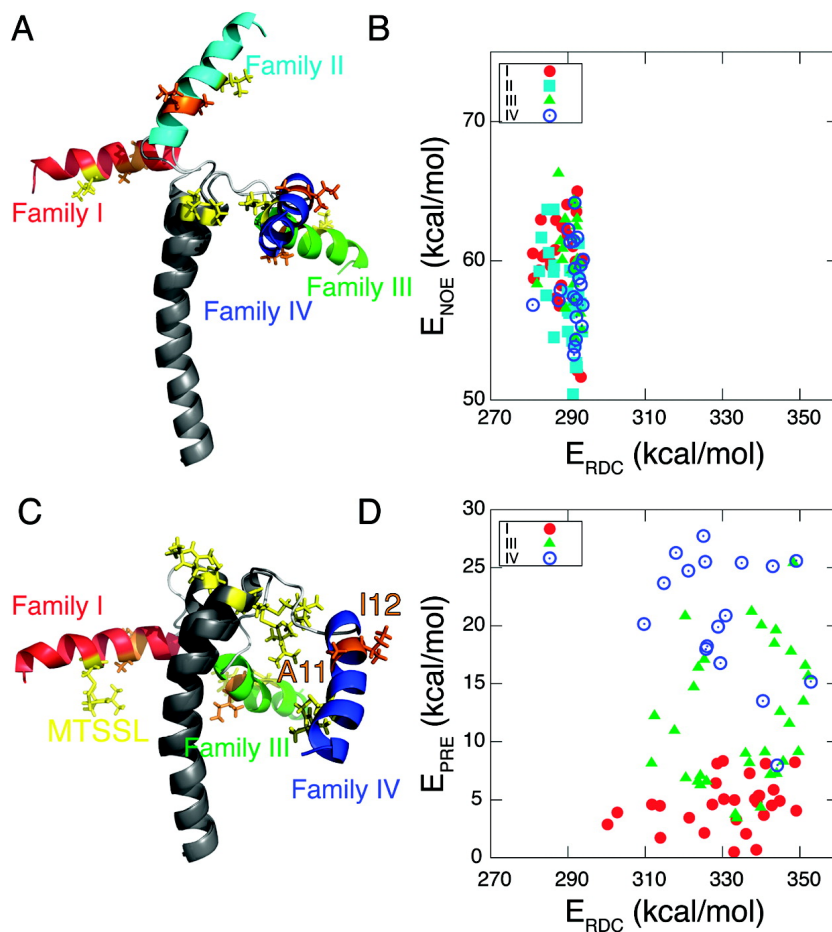 A
Family II
Family I
Family III
Family IV
B
I
II
III
IV
70
60
50
E_NOE (kcal/mol)
270 290 310 330 350
E_RDC (kcal/mol)
C
Family I
I12
A11
MTSSL
Family III
Family IV
D
I
III
IV
30
25
20
15
10
5
0
E_PRE (kcal/mol)
270 290 310 330 350
E_RDC (kcal/mol)